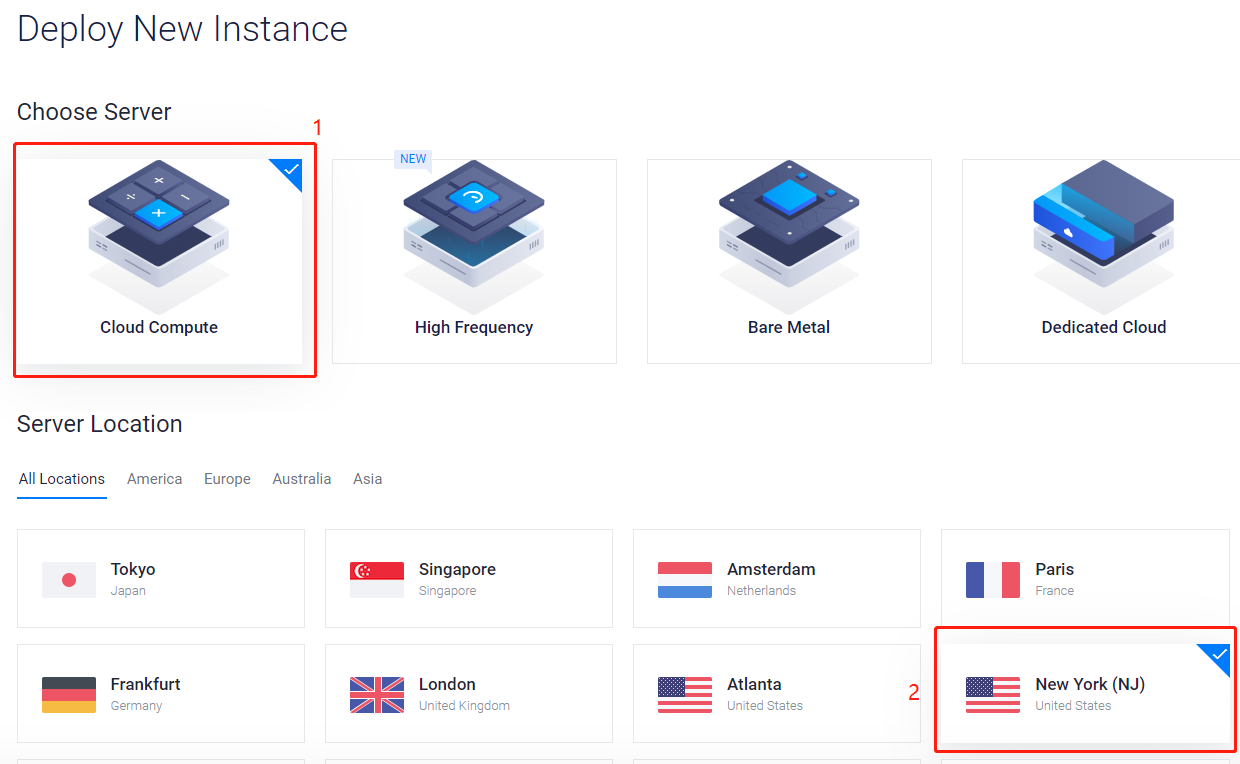 Deploy New Instance
Choose Server
1
NEW
Cloud Compute
High Frequency
Bare Metal
Dedicated Cloud
Server Location
All Locations America Europe Australia Asia
Tokyo
Japan
Singapore
Singapore
Amsterdam
Netherlands
Paris
France
Frankfurt
Germany
London
United Kingdom
Atlanta
United States
2
New York (NJ)
United States